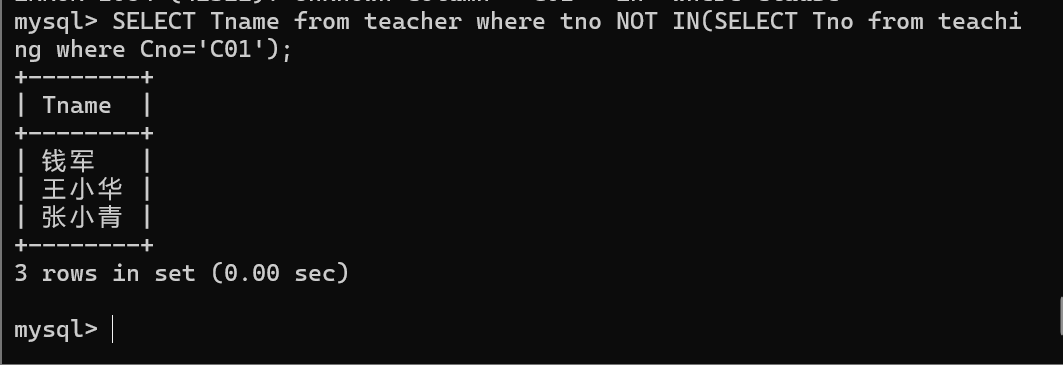 mysql> SELECT Tname from teacher where tno NOT IN(SELECT Tno from teachi
ng where Cno='C01');
+--------+
| Tname  |
+--------+
| 钱军   |
| 王小华 |
| 张小青 |
+--------+
3 rows in set (0.00 sec)
mysql>